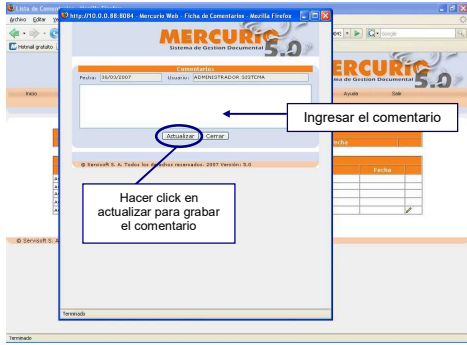 Lista de Comentarios - Mozilla Firefox
http://10.0.0.88:8084 - Mercurio Web - Ficha de Comentarios - Mozilla Firefox
Archivo Editar
Hotmail gratuito
Google
MERCURIO
Sistema de Gestion Documental
5.0
MERCURIO
Sistema de Gestion Documental
5.0
Inicio
Ayuda
Salir
Comentarios
Fecha: 30/03/2007 Usuario: ADMINISTRADOR SISTEMA
Ingresar el comentario
Actualizar Cerrar
Fecha
© Servisoft S. A. Todos los derechos reservados. 2007 Versión: 5.0
Fecha
Hacer click en
actualizar para grabar
el comentario
© Servisoft S. A
Terminado
Terminado